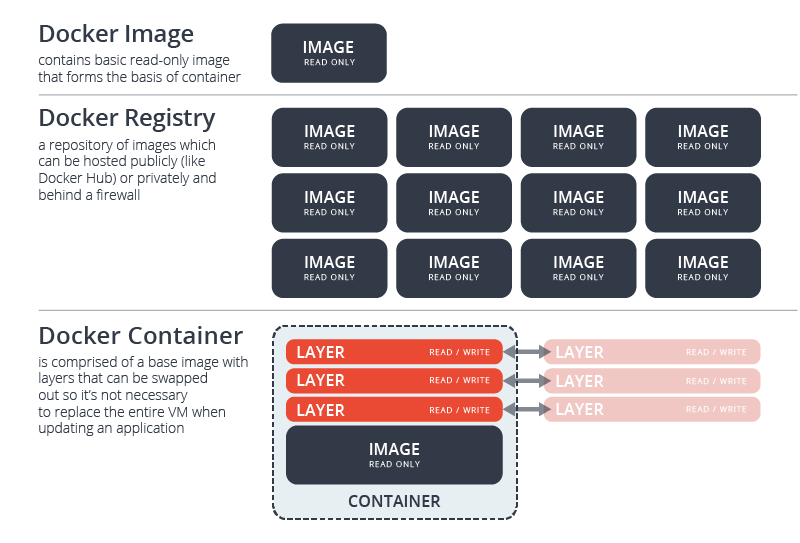 Docker Image
contains basic read-only image
that forms the basis of container
IMAGE
READ ONLY
Docker Registry
a repository of images which
can be hosted publicly (like
Docker Hub) or privately and
behind a firewall
IMAGE IMAGE IMAGE IMAGE
READ ONLY READ ONLY READ ONLY READ ONLY
IMAGE IMAGE IMAGE IMAGE
READ ONLY READ ONLY READ ONLY READ ONLY
IMAGE IMAGE IMAGE IMAGE
READ ONLY READ ONLY READ ONLY READ ONLY
Docker Container
is comprised of a base image with
layers that can be swapped
out so it's not necessary
to replace the entire VM when
updating an application
LAYER READ / WRITE LAYER READ / WRITE
LAYER READ / WRITE LAYER READ / WRITE
LAYER READ / WRITE LAYER READ / WRITE
IMAGE
READ ONLY
CONTAINER